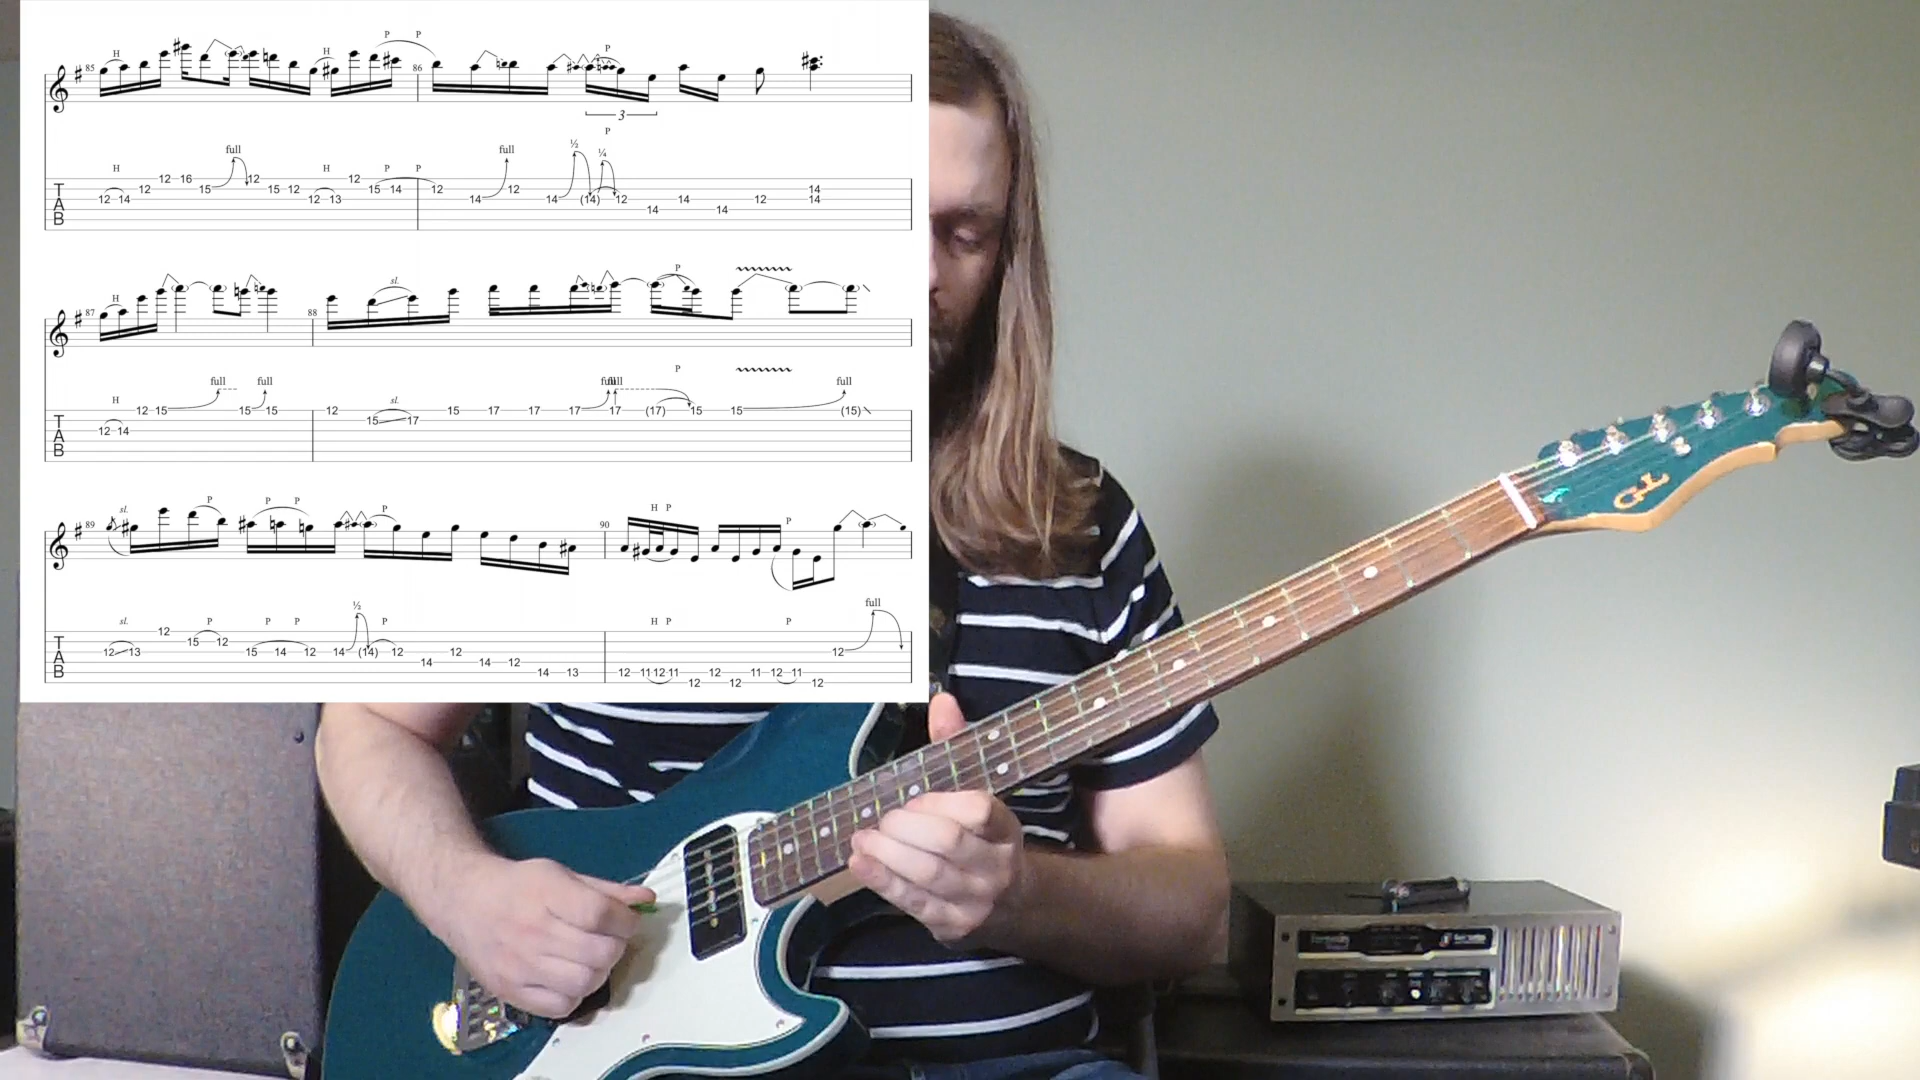 H H P P P
85 86
3
P
H full H P P full ½ ¼
12 14 12 12 16 15 12 15 12 12 13 12 15 14 12 14 12 14 (14) 12 14 14 14 12 14 14
TAB
H sl. P
87 88
H full full sl. full full P full
12 14 12 15 15 15 12 15 17 15 17 17 17 17 (17) 15 15 (15)
TAB
sl. P P P P H P P
89 90
sl. P P P ½ P H P P full
12 13 12 15 12 15 14 12 14 (14) 12 14 12 14 12 14 13 12 11 12 11 12 12 12 11 12 11 12 12
TAB
G&L